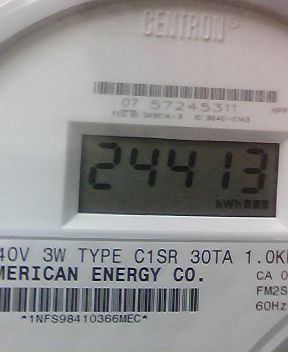 CENTRON®
07 57245311
24413
kWh
40V 3W TYPE C1SR 30TA 1.0K
MERICAN ENERGY CO.
CA 0
FM2S
60Hz
*1NFS98410366MEC*